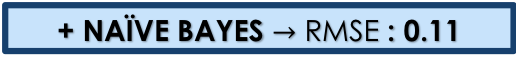 + NAÏVE BAYES → RMSE : 0.11